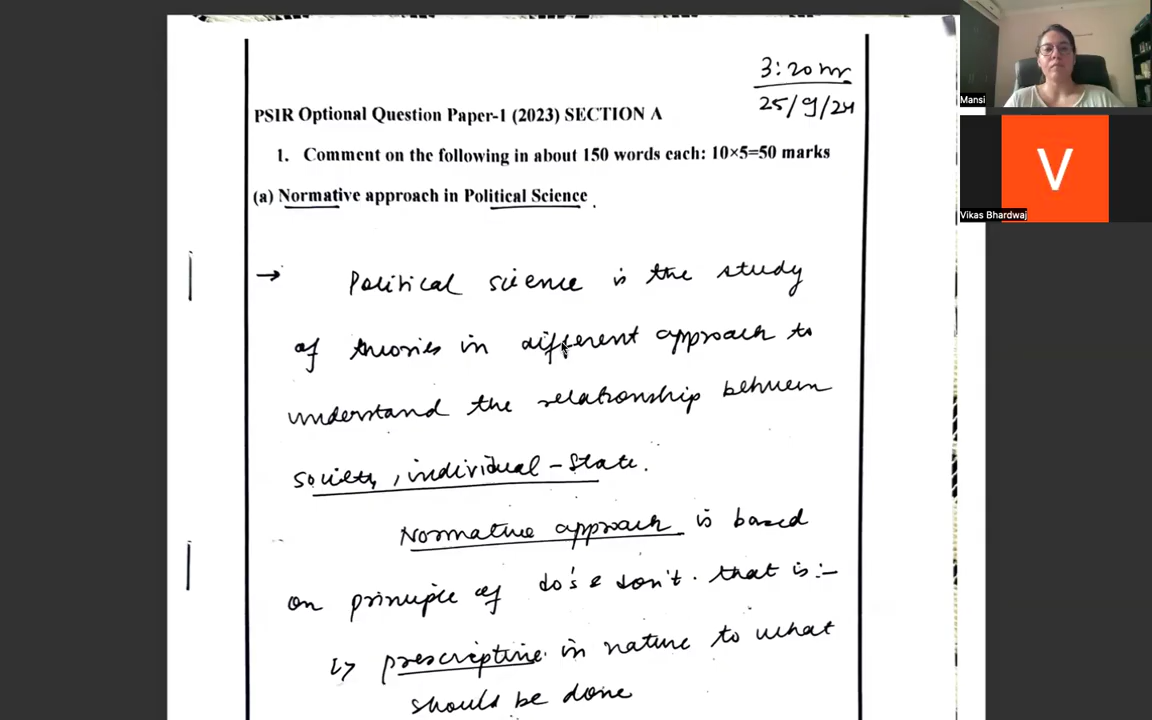 3:20 hr
25/9/24
PSIR Optional Question Paper-1 (2023) SECTION A
1. Comment on the following in about 150 words each: 10×5=50 marks
(a) Normative approach in Political Science .
→ Political science is the study
of theories in different approach to
understand the relationship between
society, individual - State.
Normative approach is based
on principle of do's & don't. that is :-
↳ prescriptive in nature to what
should be done
Mansi
V
Vikas Bhardwaj